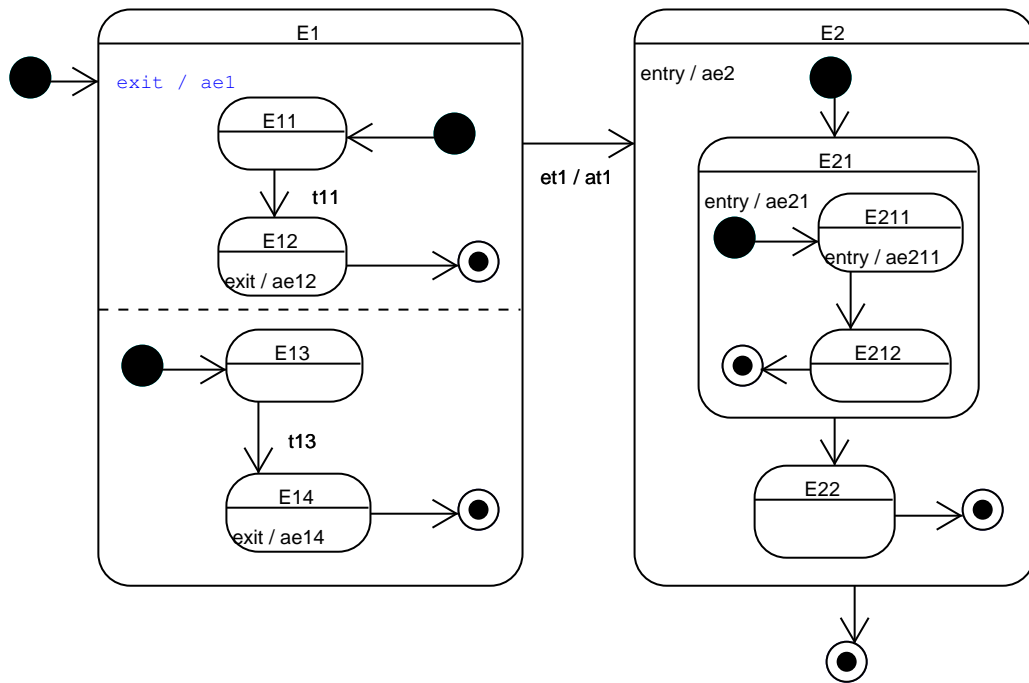 E1
exit / ae1
E11
t11
E12
exit / ae12
E13
t13
E14
exit / ae14
et1 / at1
E2
entry / ae2
E21
entry / ae21
E211
entry / ae211
E212
E22